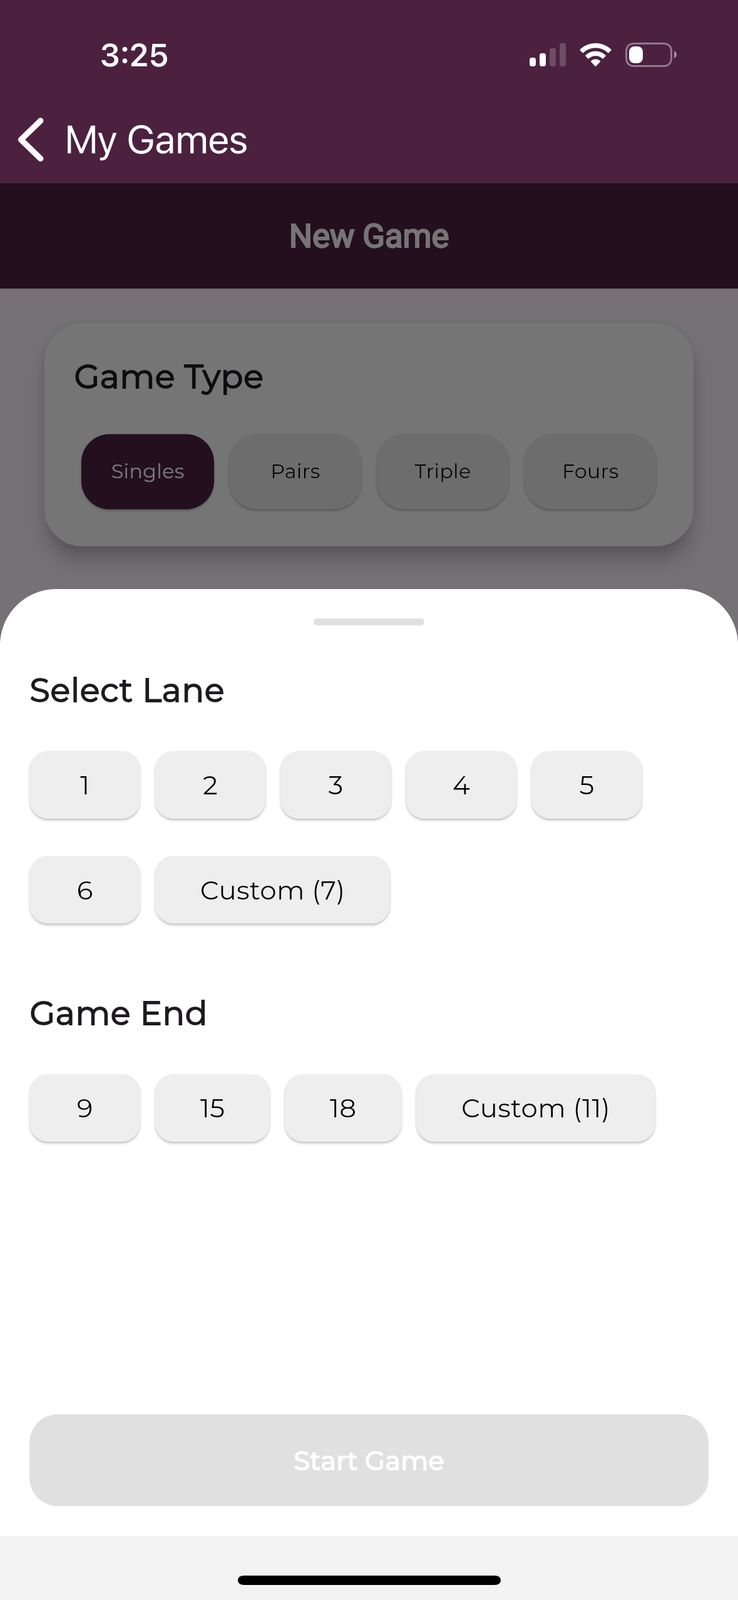 3:25
My Games
New Game
Game Type
Singles Pairs Triple Fours
Select Lane
1 2 3 4 5
6 Custom (7)
Game End
9 15 18 Custom (11)
Start Game